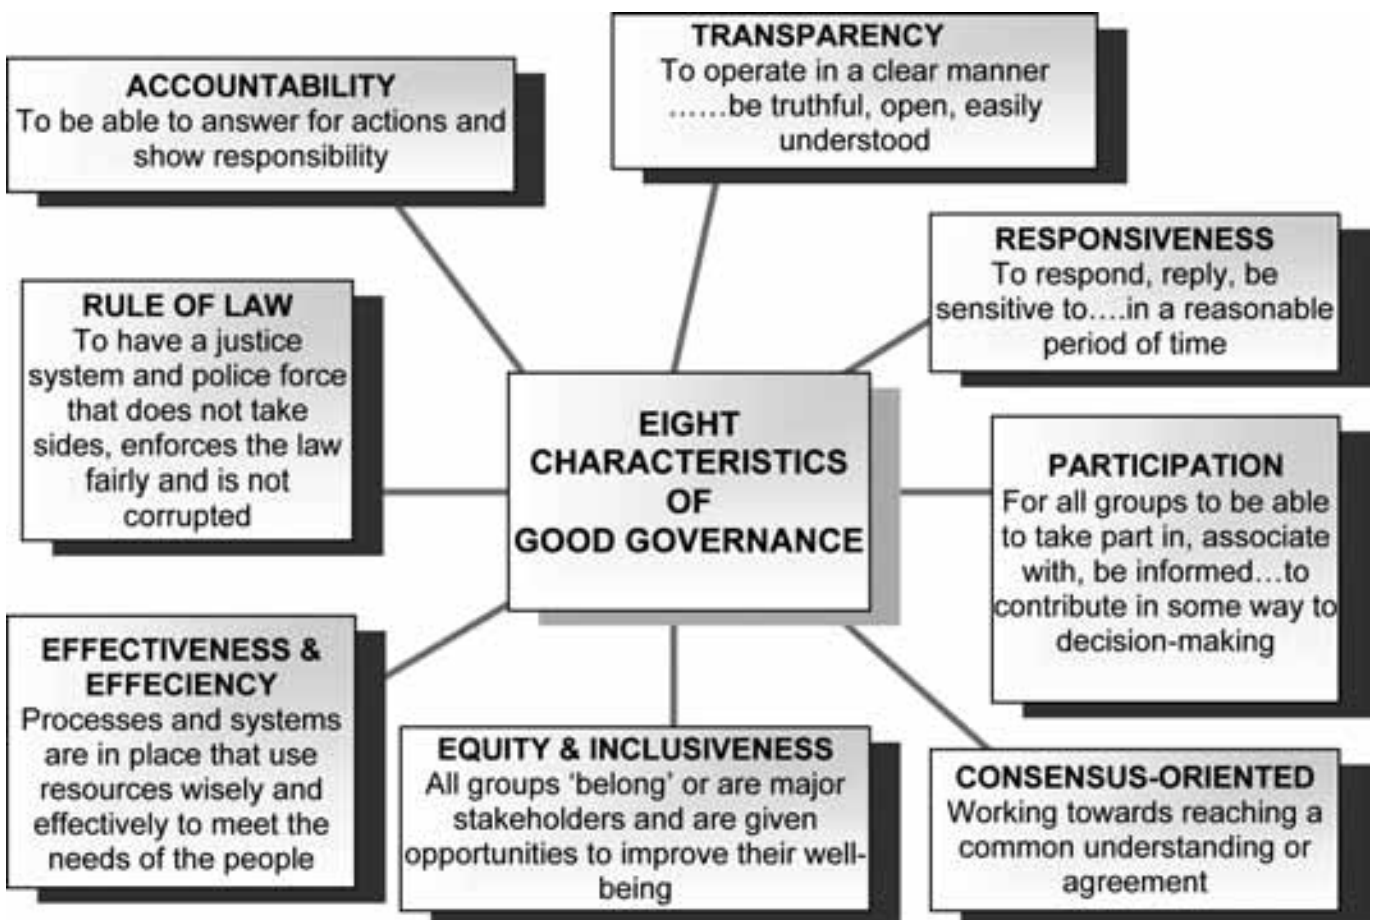 ACCOUNTABILITY
To be able to answer for actions and
show responsibility
TRANSPARENCY
To operate in a clear manner
......be truthful, open, easily
understood
RESPONSIVENESS
To respond, reply, be
sensitive to....in a reasonable
period of time
RULE OF LAW
To have a justice
system and police force
that does not take
sides, enforces the law
fairly and is not
corrupted
EIGHT
CHARACTERISTICS
OF
GOOD GOVERNANCE
PARTICIPATION
For all groups to be able
to take part in, associate
with, be informed...to
contribute in some way to
decision-making
EFFECTIVENESS &
EFFECIENCY
Processes and systems
are in place that use
resources wisely and
effectively to meet the
needs of the people
EQUITY & INCLUSIVENESS
All groups ‘belong’ or are major
stakeholders and are given
opportunities to improve their well-
being
CONSENSUS-ORIENTED
Working towards reaching a
common understanding or
agreement